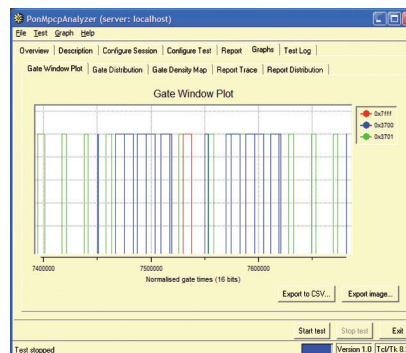 PonMpcpAnalyzer (server: localhost)
File Test Graph Help
Overview Description Configure Session Configure Test Report Graphs Test Log
Gate Window Plot Gate Distribution Gate Density Map Report Trace Report Distribution
Gate Window Plot
0x7fff
0x3700
0x3701
7400000 7500000 7600000
Normalised gate times (16 bits)
Export to CSV... Export image...
Start test Stop test Exit
Test stopped Version 1.0 Tcl/Tk 8.